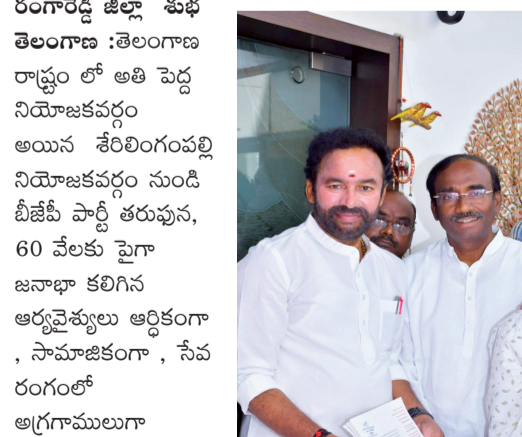 రంగారెడ్డి జిల్లా శుభ
తెలంగాణ :తెలంగాణ
రాష్ట్రం లో అతి పెద్ద
నియోజకవర్గం
అయిన శేరిలింగంపల్లి
నియోజకవర్గం నుండి
బీజేపీ పార్టీ తరుఫున,
60 వేలకు పైగా
జనాభా కలిగిన
ఆర్యవైశ్యులు ఆర్ధికంగా
, సామాజికంగా , సేవ
రంగంలో
అగ్రగాములుగా